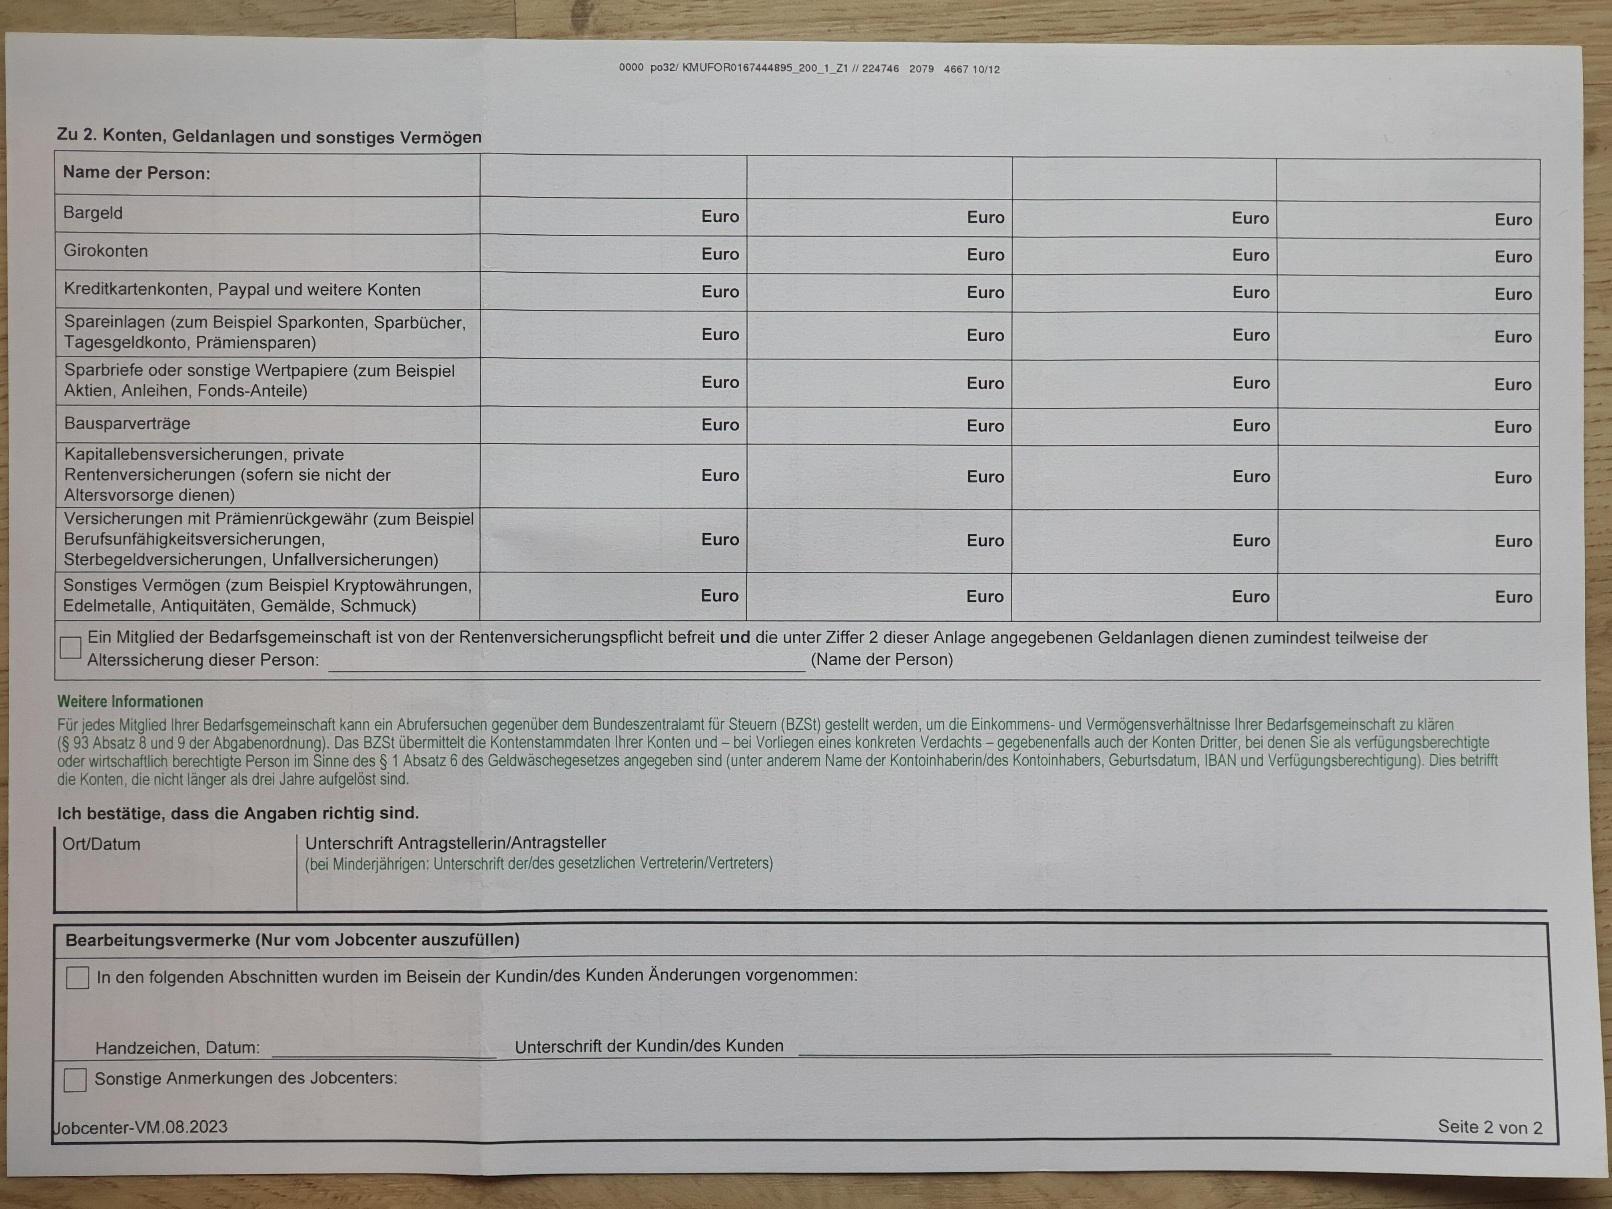 0000 po32/ KMUFOR0167444895_200_1_Z1 // 224746 2079 4667 10/12
Zu 2. Konten, Geldanlagen und sonstiges Vermögen
Name der Person:
Bargeld Euro Euro Euro Euro
Girokonten Euro Euro Euro Euro
Kreditkartenkonten, Paypal und weitere Konten Euro Euro Euro Euro
Spareinlagen (zum Beispiel Sparkonten, Sparbücher,
Tagesgeldkonto, Prämiensparen) Euro Euro Euro Euro
Sparbriefe oder sonstige Wertpapiere (zum Beispiel
Aktien, Anleihen, Fonds-Anteile) Euro Euro Euro Euro
Bausparverträge Euro Euro Euro Euro
Kapitallebensversicherungen, private
Rentenversicherungen (sofern sie nicht der Euro Euro Euro Euro
Altersvorsorge dienen)
Versicherungen mit Prämienrückgewähr (zum Beispiel
Berufsunfähigkeitsversicherungen, Euro Euro Euro Euro
Sterbegeldversicherungen, Unfallversicherungen)
Sonstiges Vermögen (zum Beispiel Kryptowährungen,
Edelmetalle, Antiquitäten, Gemälde, Schmuck) Euro Euro Euro Euro
Ein Mitglied der Bedarfsgemeinschaft ist von der Rentenversicherungspflicht befreit und die unter Ziffer 2 dieser Anlage angegebenen Geldanlagen dienen zumindest teilweise der
Alterssicherung dieser Person: (Name der Person)
Weitere Informationen
Für jedes Mitglied Ihrer Bedarfsgemeinschaft kann ein Abrufersuchen gegenüber dem Bundeszentralamt für Steuern (BZSt) gestellt werden, um die Einkommens- und Vermögensverhältnisse Ihrer Bedarfsgemeinschaft zu klären
(§ 93 Absatz 8 und 9 der Abgabenordnung). Das BZSt übermittelt die Kontenstammdaten Ihrer Konten und – bei Vorliegen eines konkreten Verdachts – gegebenenfalls auch der Konten Dritter, bei denen Sie als verfügungsberechtigte
oder wirtschaftlich berechtigte Person im Sinne des § 1 Absatz 6 des Geldwäschegesetzes angegeben sind (unter anderem Name der Kontoinhaberin/des Kontoinhabers, Geburtsdatum, IBAN und Verfügungsberechtigung). Dies betrifft
die Konten, die nicht länger als drei Jahre aufgelöst sind.
Ich bestätige, dass die Angaben richtig sind.
Ort/Datum Unterschrift Antragstellerin/Antragsteller
(bei Minderjährigen: Unterschrift der/des gesetzlichen Vertreterin/Vertreters)
Bearbeitungsvermerke (Nur vom Jobcenter auszufüllen)
In den folgenden Abschnitten wurden im Beisein der Kundin/des Kunden Änderungen vorgenommen:
Handzeichen, Datum: Unterschrift der Kundin/des Kunden
Sonstige Anmerkungen des Jobcenters:
Jobcenter-VM.08.2023 Seite 2 von 2